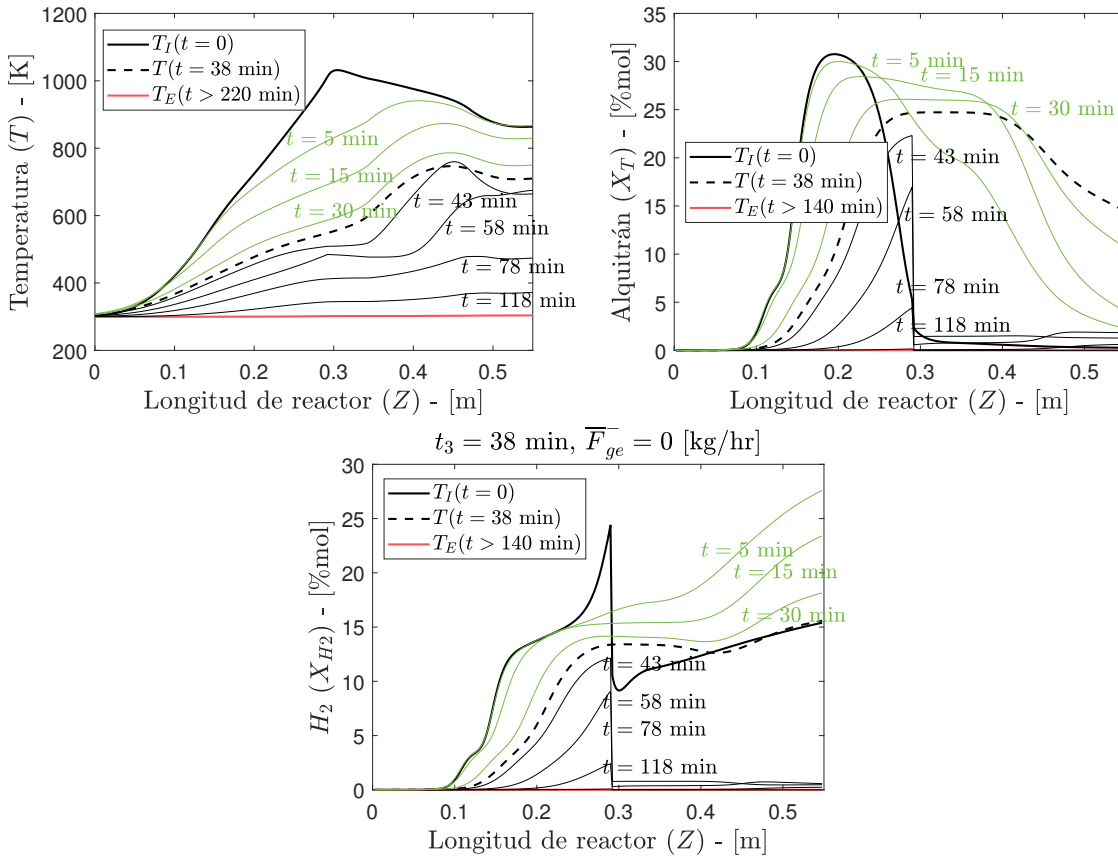 1200
1000
800
600
400
200
Temperatura (T) - [K]
T_I(t = 0)
T(t = 38 min)
T_E(t > 220 min)
t = 5 min
t = 15 min
t = 30 min
t = 43 min
t = 58 min
t = 78 min
t = 118 min
0 0.1 0.2 0.3 0.4 0.5
Longitud de reactor (Z) - [m]
35
30
25
20
15
10
5
0
Alquitrán (X_T) - [%mol]
t = 5 min
t = 15 min
t = 30 min
T_I(t = 0)
T(t = 38 min)
T_E(t > 140 min)
t = 43 min
t = 58 min
t = 78 min
t = 118 min
0 0.1 0.2 0.3 0.4 0.5
Longitud de reactor (Z) - [m]
t₃ = 38 min, F̅⁻_ge = 0 [kg/hr]
30
25
20
15
10
5
0
H₂ (X_H2) - [%mol]
T_I(t = 0)
T(t = 38 min)
T_E(t > 140 min)
t = 5 min
t = 15 min
t = 30 min
t = 43 min
t = 58 min
t = 78 min
t = 118 min
0 0.1 0.2 0.3 0.4 0.5
Longitud de reactor (Z) - [m]